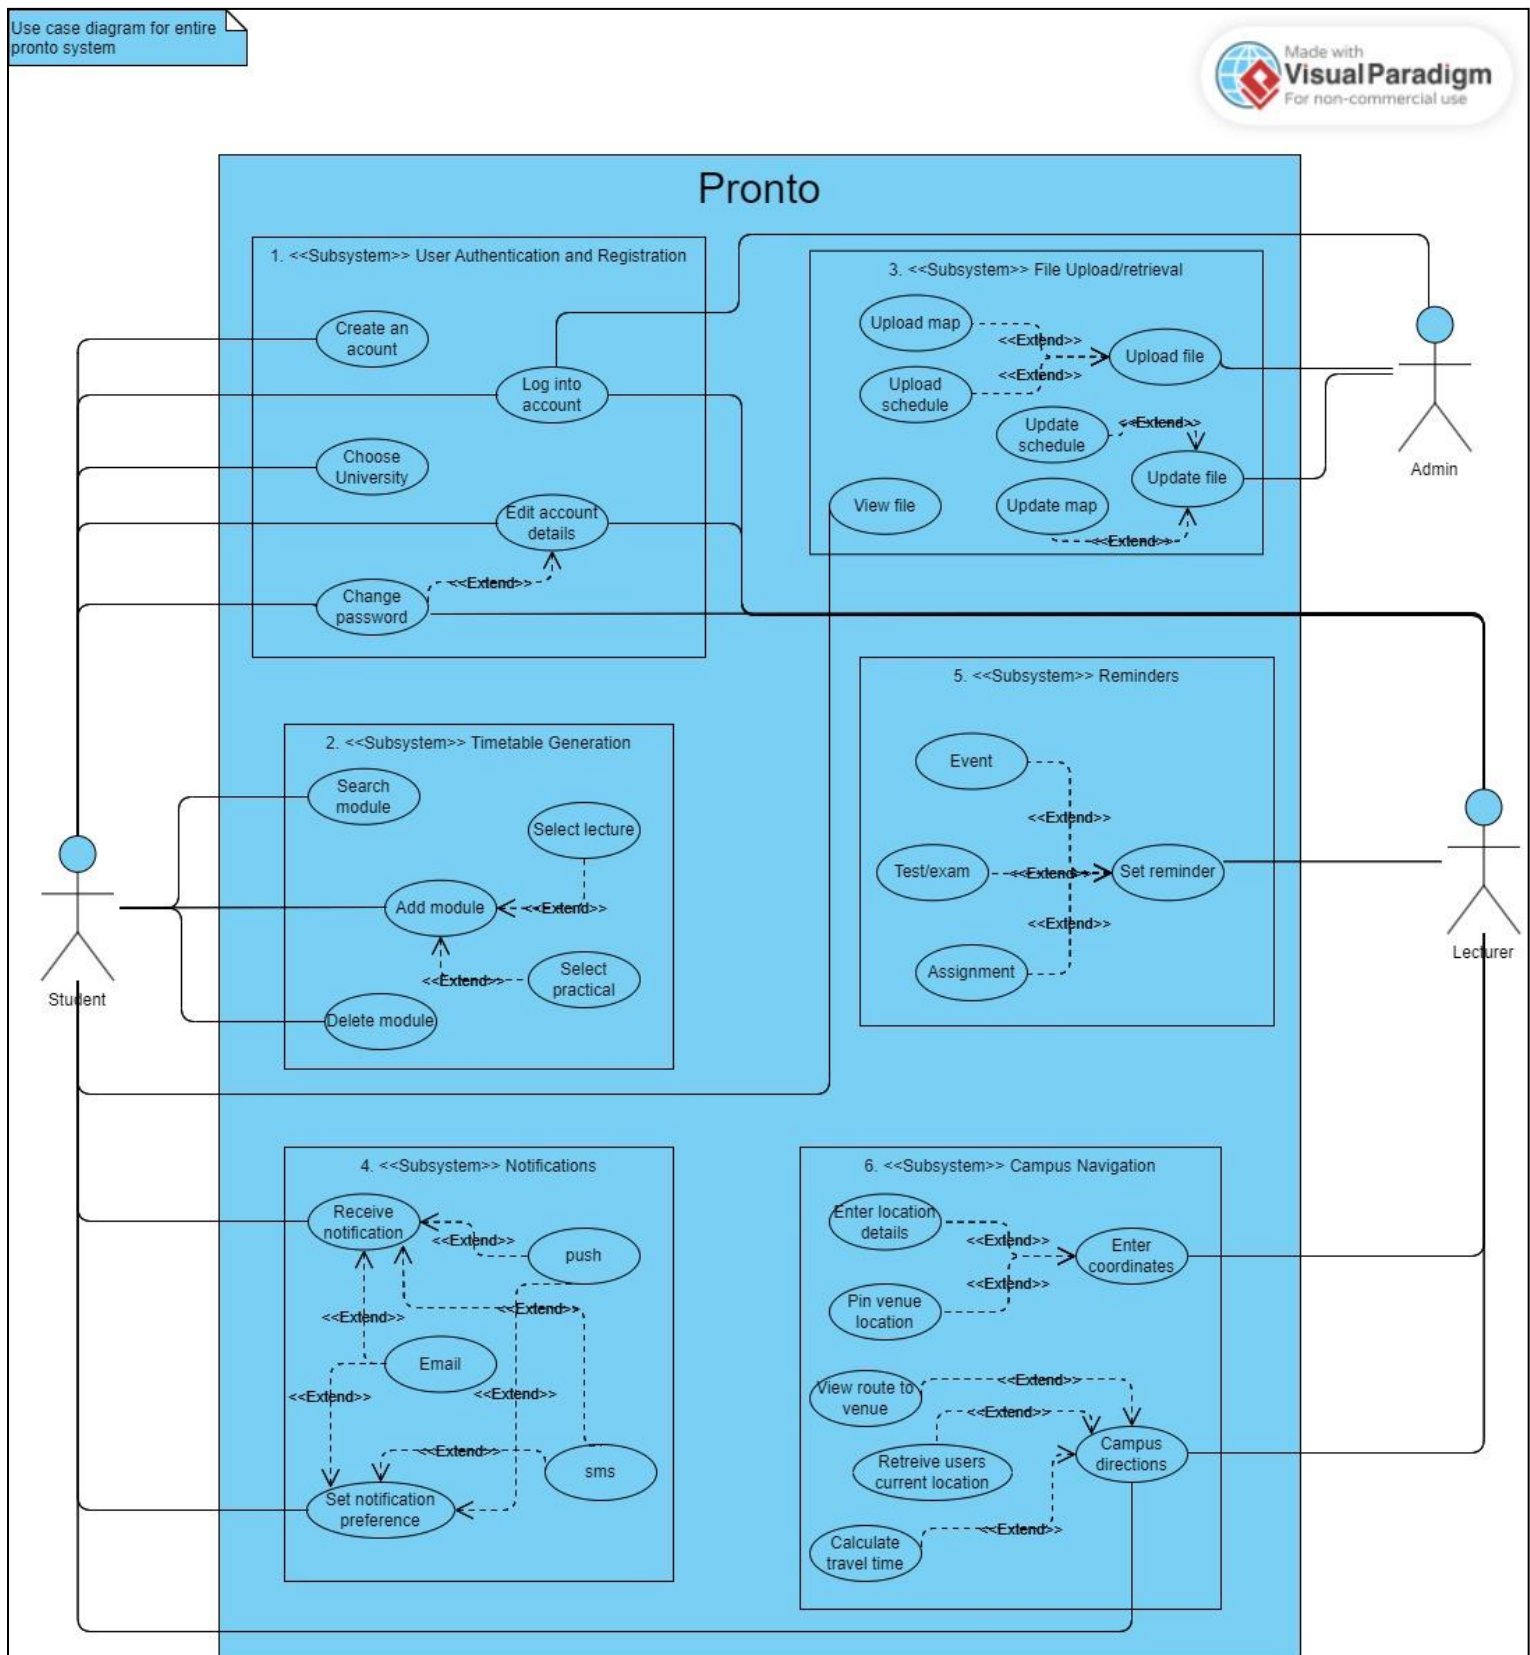 Use case diagram for entire
pronto system
Made with
Visual Paradigm
For non-commercial use
Pronto
1. <<Subsystem>> User Authentication and Registration
Create an
acount
Log into
account
Choose
University
Edit account
details
<<Extend>>
Change
password
3. <<Subsystem>> File Upload/retrieval
Upload map
<<Extend>>
Upload file
<<Extend>>
Upload
schedule
Update
schedule
<<Extend>>
Update file
View file
Update map
<<Extend>>
Admin
2. <<Subsystem>> Timetable Generation
Search
module
Select lecture
Add module
<<Extend>>
<<Extend>>
Select
practical
Delete module
Student
5. <<Subsystem>> Reminders
Event
<<Extend>>
Test/exam
<<Extend>>
Set reminder
<<Extend>>
Assignment
Lecturer
4. <<Subsystem>> Notifications
Receive
notification
<<Extend>>
push
<<Extend>>
<<Extend>>
Email
<<Extend>>
<<Extend>>
<<Extend>>
sms
Set notification
preference
6. <<Subsystem>> Campus Navigation
Enter location
details
<<Extend>>
Enter
coordinates
<<Extend>>
Pin venue
location
View route to
venue
<<Extend>>
<<Extend>>
Campus
directions
Retreive users
current location
<<Extend>>
Calculate
travel time